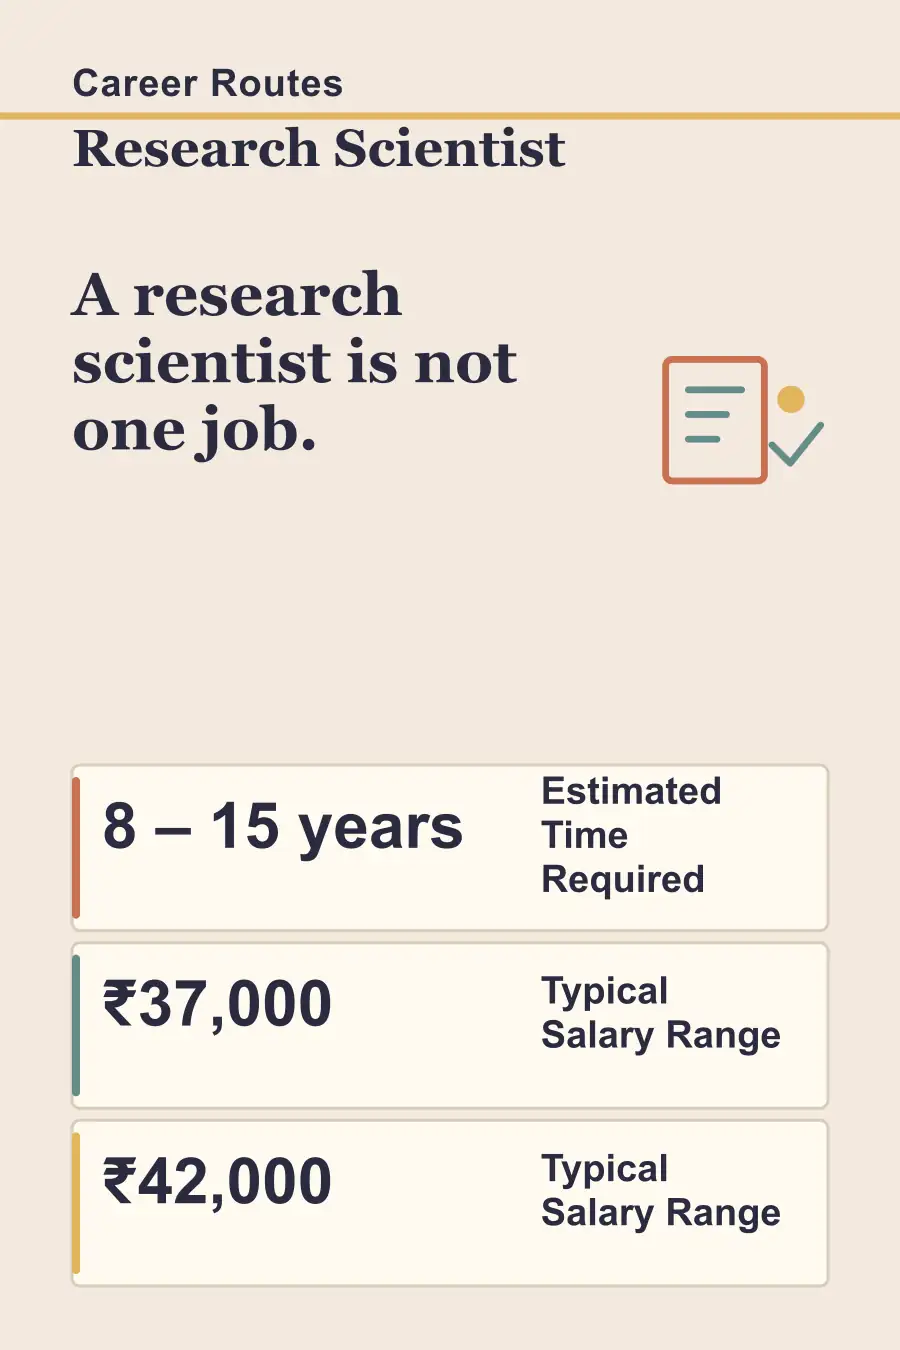 Career Routes
Research Scientist
A research
scientist is not
one job.
8 – 15 years
Estimated
Time
Required
₹37,000
Typical
Salary Range
₹42,000
Typical
Salary Range